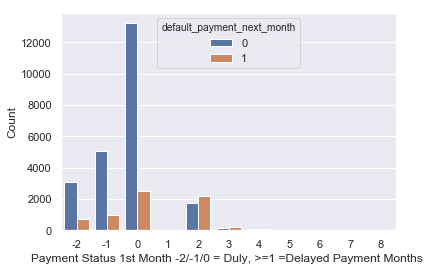 default_payment_next_month
0
1
12000
10000
8000
6000
4000
2000
0
Count
-2 -1 0 1 2 3 4 5 6 7 8
Payment Status 1st Month -2/-1/0 = Duly, >=1 =Delayed Payment Months